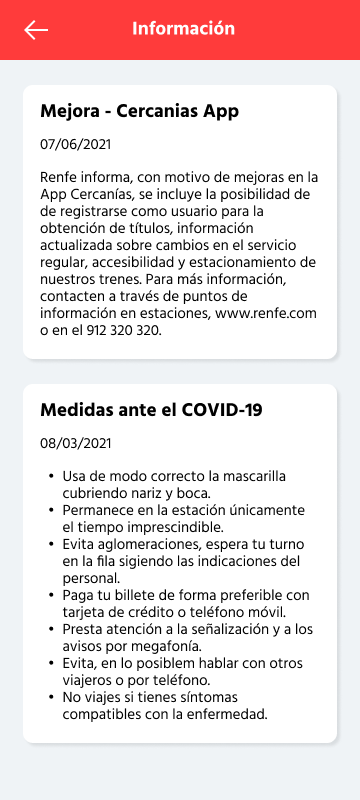 Información
Mejora - Cercanias App
07/06/2021
Renfe informa, con motivo de mejoras en la
App Cercanías, se incluye la posibilidad de
de registrarse como usuario para la
obtención de títulos, información
actualizada sobre cambios en el servicio
regular, accesibilidad y estacionamiento de
nuestros trenes. Para más información,
contacten a través de puntos de
información en estaciones, www.renfe.com
o en el 912 320 320.
Medidas ante el COVID-19
08/03/2021
• Usa de modo correcto la mascarilla
cubriendo nariz y boca.
• Permanece en la estación únicamente
el tiempo imprescindible.
• Evita aglomeraciones, espera tu turno
en la fila sigiendo las indicaciones del
personal.
• Paga tu billete de forma preferible con
tarjeta de crédito o teléfono móvil.
• Presta atención a la señalización y a los
avisos por megafonía.
• Evita, en lo posiblem hablar con otros
viajeros o por teléfono.
• No viajes si tienes síntomas
compatibles con la enfermedad.